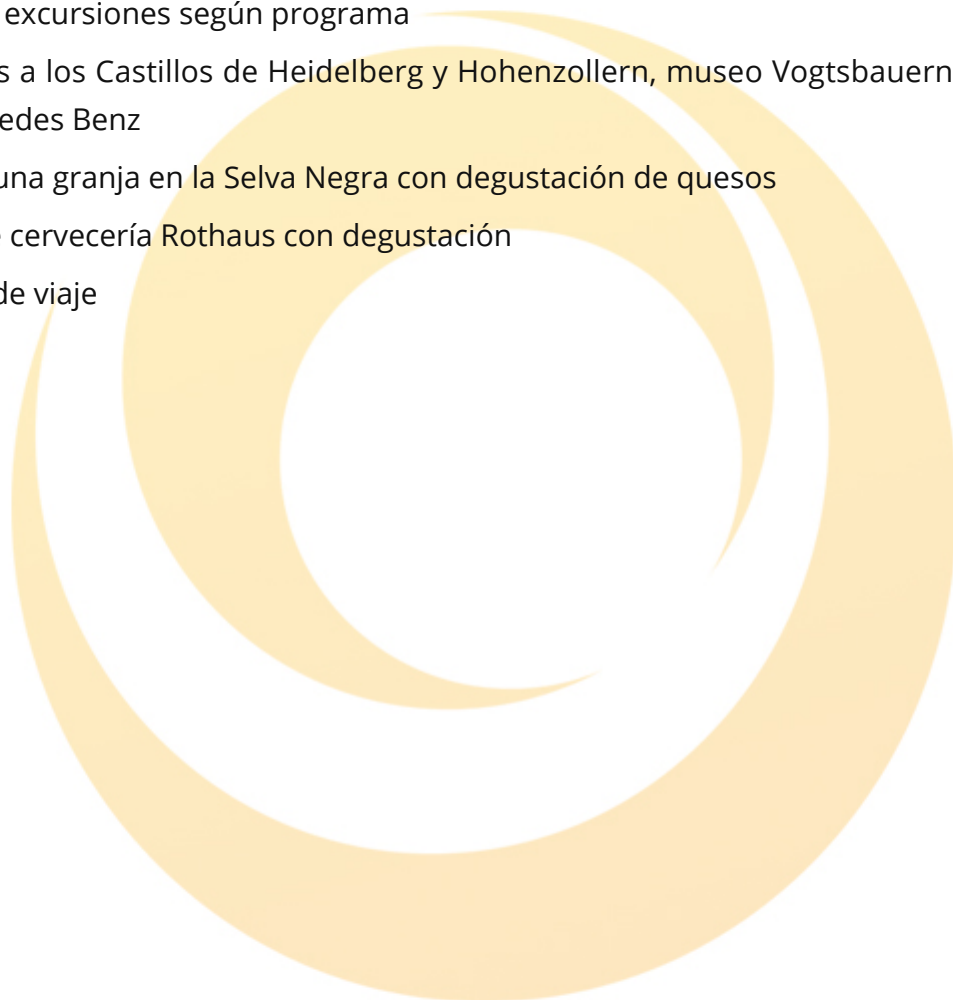 excursiones según programa
s a los Castillos de Heidelberg y Hohenzollern, museo Vogtsbauern
edes Benz
una granja en la Selva Negra con degustación de quesos
cervecería Rothaus con degustación
de viaje